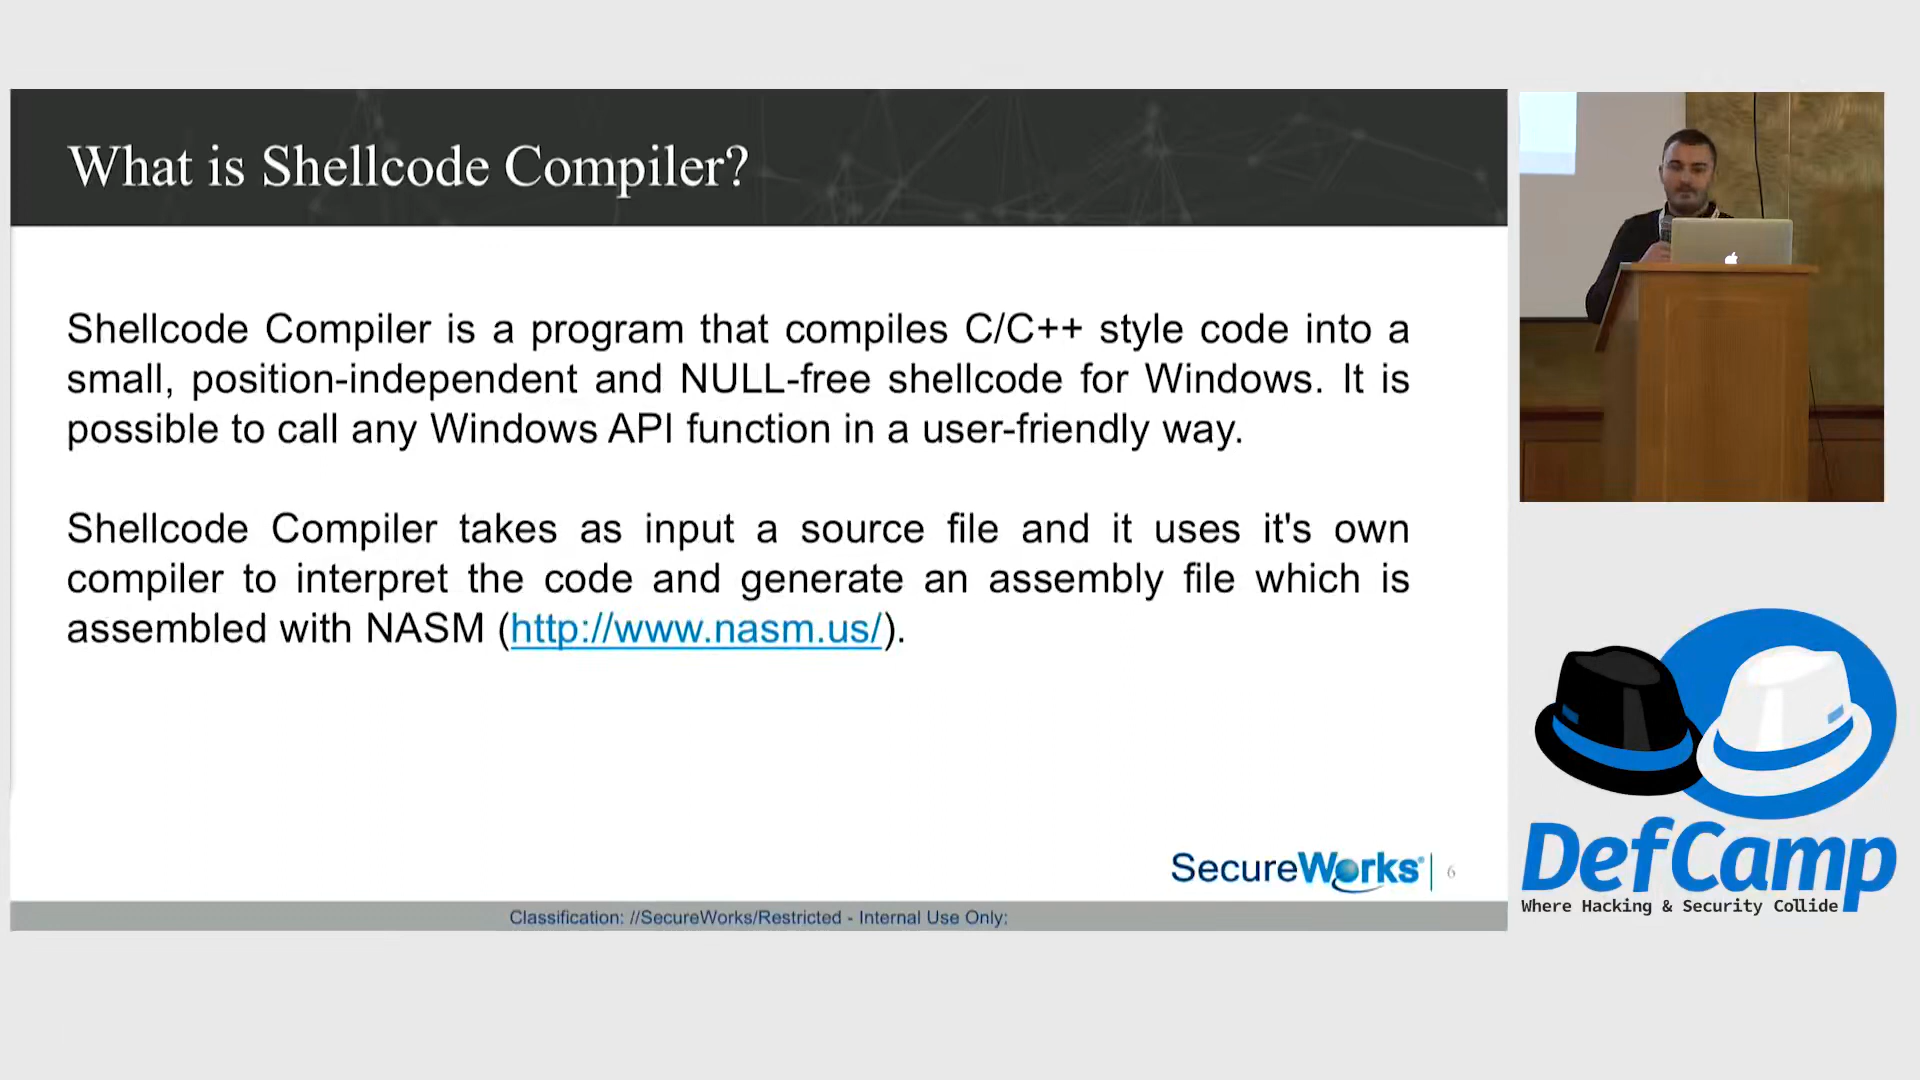 What is Shellcode Compiler?
Shellcode Compiler is a program that compiles C/C++ style code into a
small, position-independent and NULL-free shellcode for Windows. It is
possible to call any Windows API function in a user-friendly way.
Shellcode Compiler takes as input a source file and it uses it's own
compiler to interpret the code and generate an assembly file which is
assembled with NASM (http://www.nasm.us/).
SecureWorks® | 6
Classification: //SecureWorks/Restricted - Internal Use Only:
DefCamp
Where Hacking & Security Collide